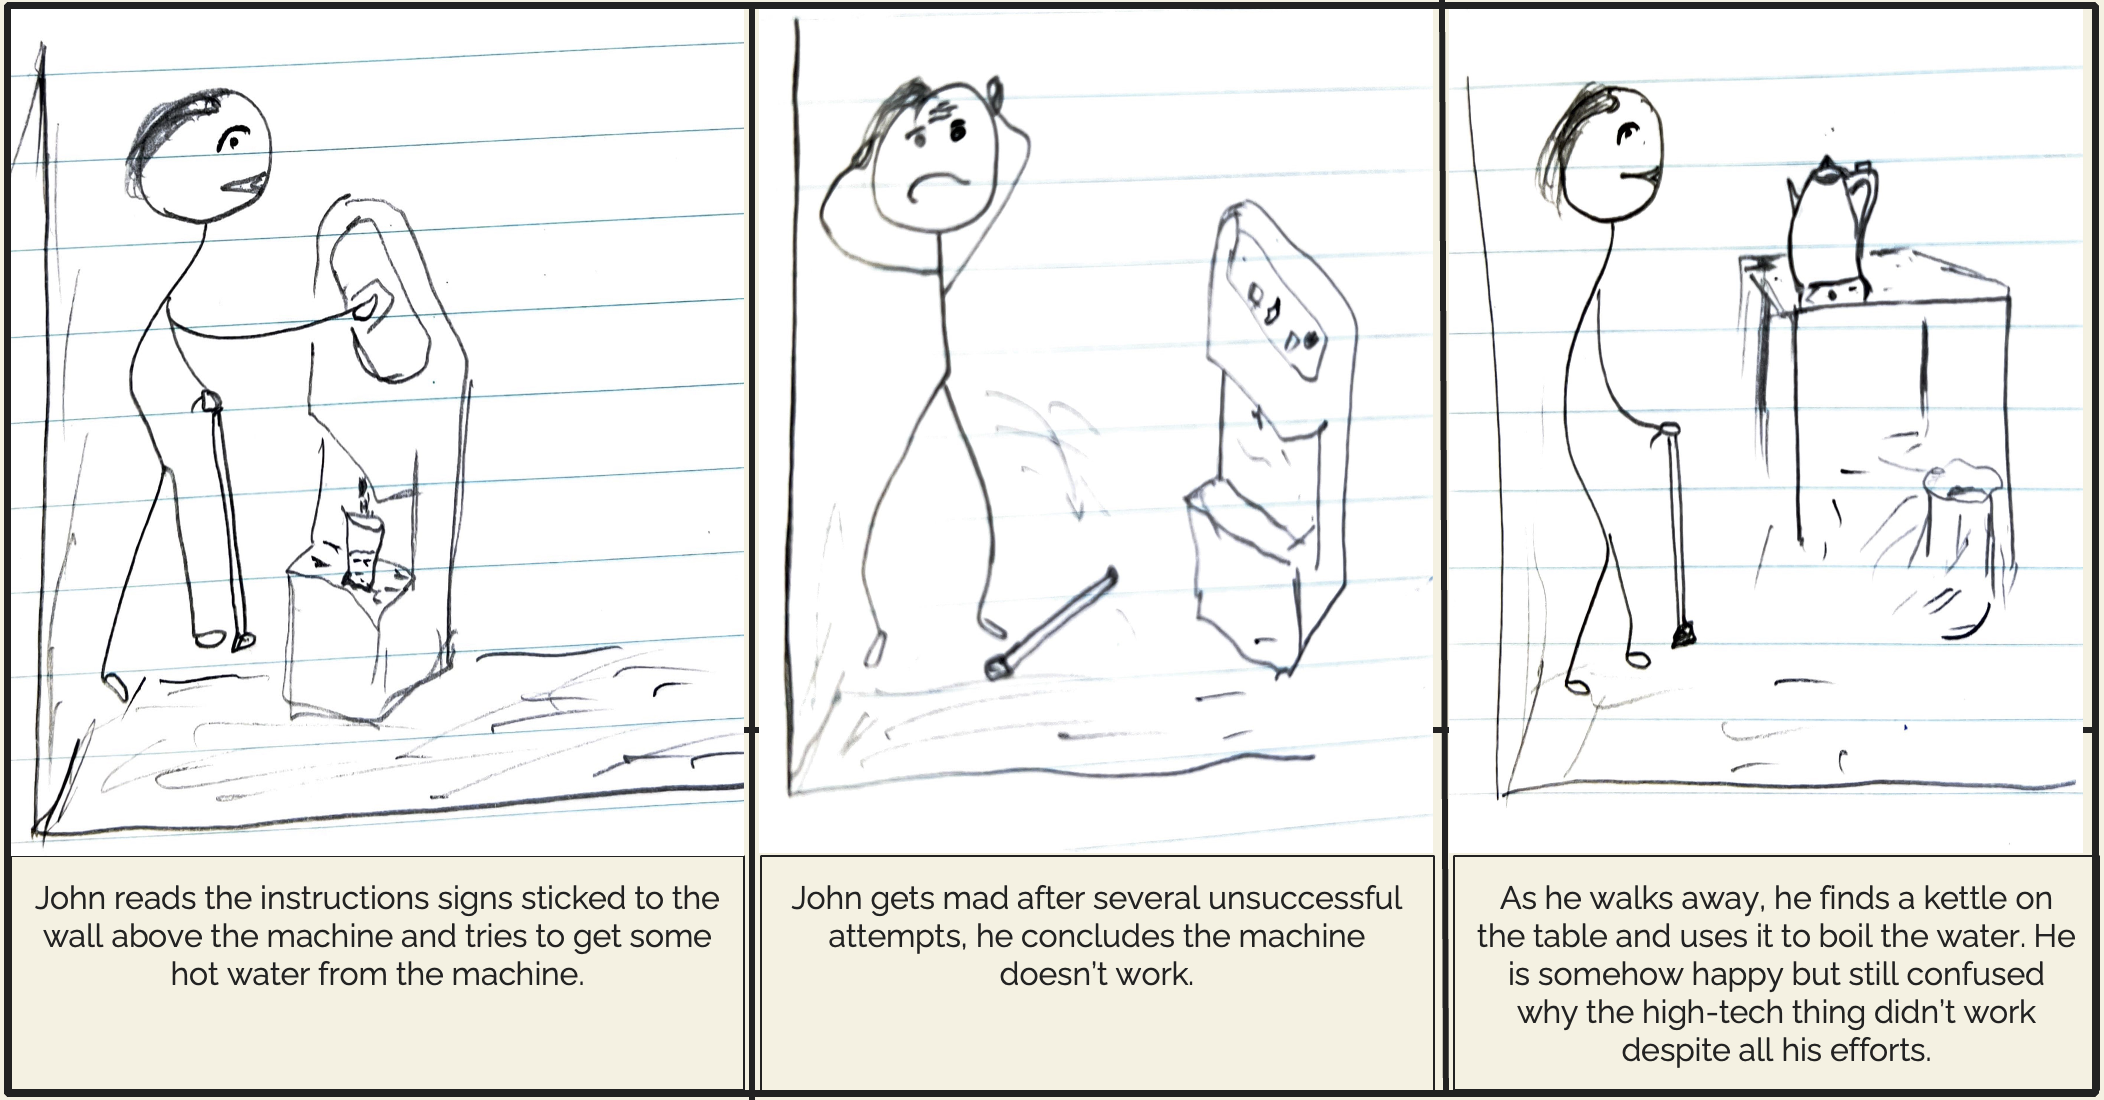 John reads the instructions signs sticked to the
wall above the machine and tries to get some
hot water from the machine.
John gets mad after several unsuccessful
attempts, he concludes the machine
doesn't work.
As he walks away, he finds a kettle on
the table and uses it to boil the water. He
is somehow happy but still confused
why the high-tech thing didn't work
despite all his efforts.